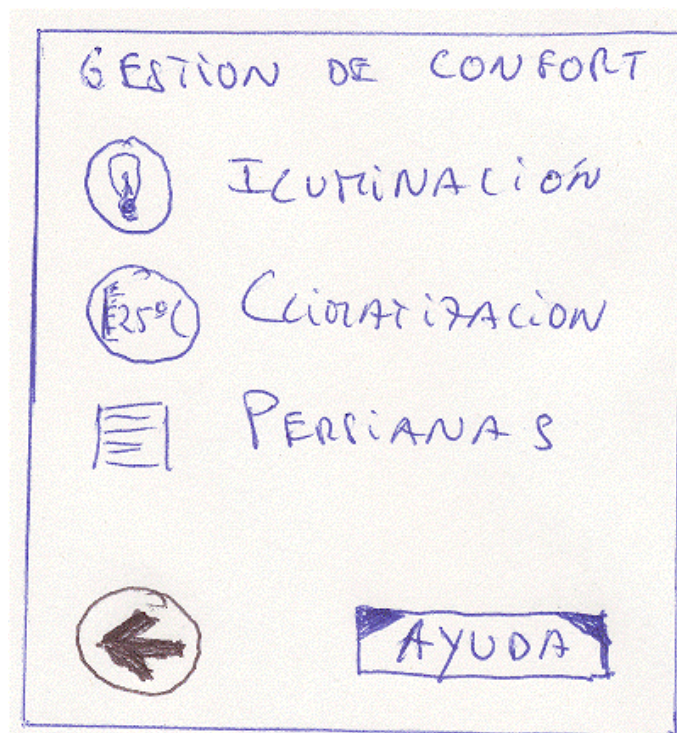 GESTION DE CONFORT
ILUMINACIÓN
25ºC CLIMATIZACION
PERSIANAS
AYUDA